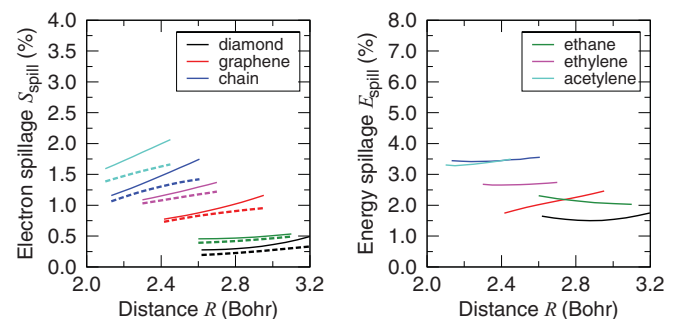 Electron spillage Sspill (%)
4.0
3.5
3.0
2.5
2.0
1.5
1.0
0.5
0.0
diamond
graphene
chain
2.0 2.4 2.8 3.2
Distance R (Bohr)
Energy spillage Espill (%)
8.0
7.0
6.0
5.0
4.0
3.0
2.0
1.0
0.0
ethane
ethylene
acetylene
2.0 2.4 2.8 3.2
Distance R (Bohr)